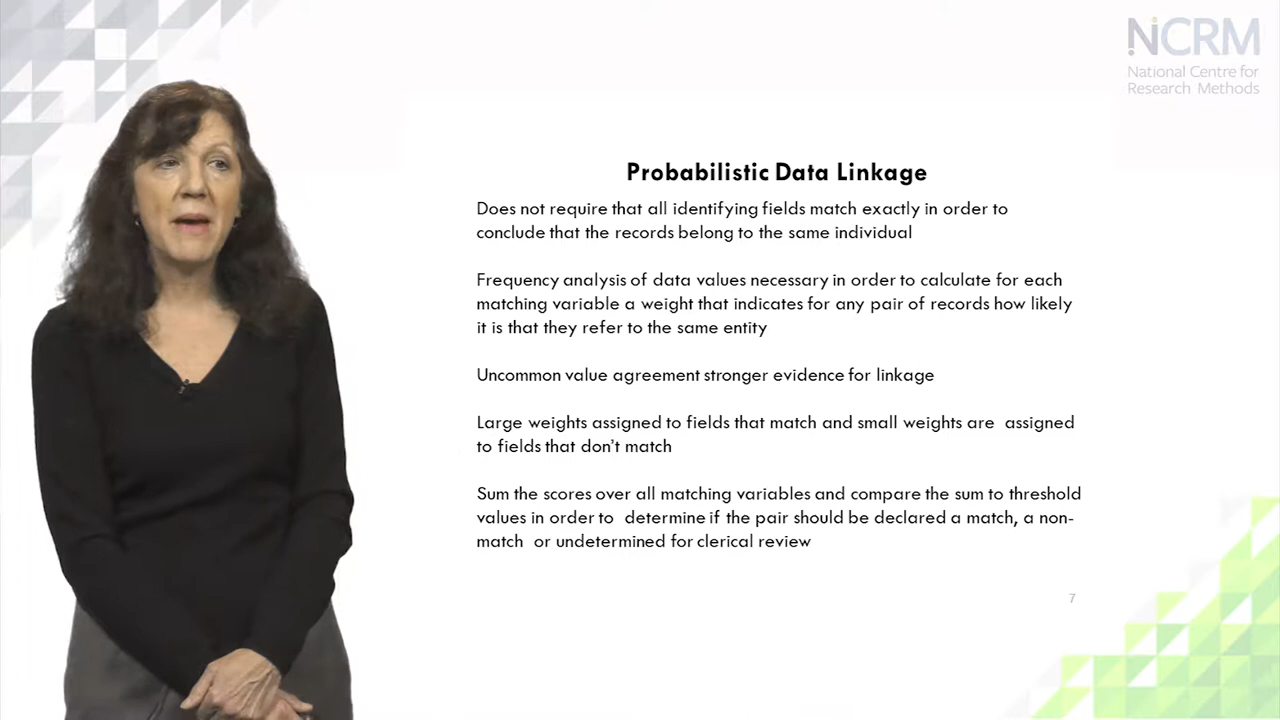 NCRM
National Centre for
Research Methods
Probabilistic Data Linkage
Does not require that all identifying fields match exactly in order to
conclude that the records belong to the same individual
Frequency analysis of data values necessary in order to calculate for each
matching variable a weight that indicates for any pair of records how likely
it is that they refer to the same entity
Uncommon value agreement stronger evidence for linkage
Large weights assigned to fields that match and small weights are assigned
to fields that don't match
Sum the scores over all matching variables and compare the sum to threshold
values in order to determine if the pair should be declared a match, a non-
match or undetermined for clerical review
7